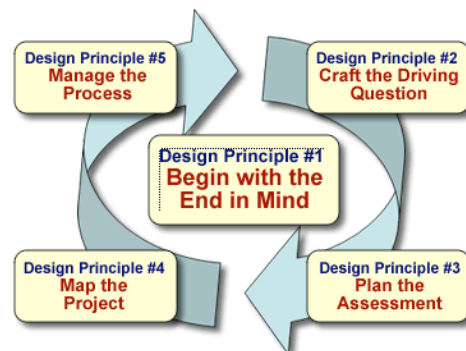 Design Principle #5
Manage the
Process
Design Principle #2
Craft the Driving
Question
Design Principle #1
Begin with the
End in Mind
Design Principle #4
Map the
Project
Design Principle #3
Plan the
Assessment